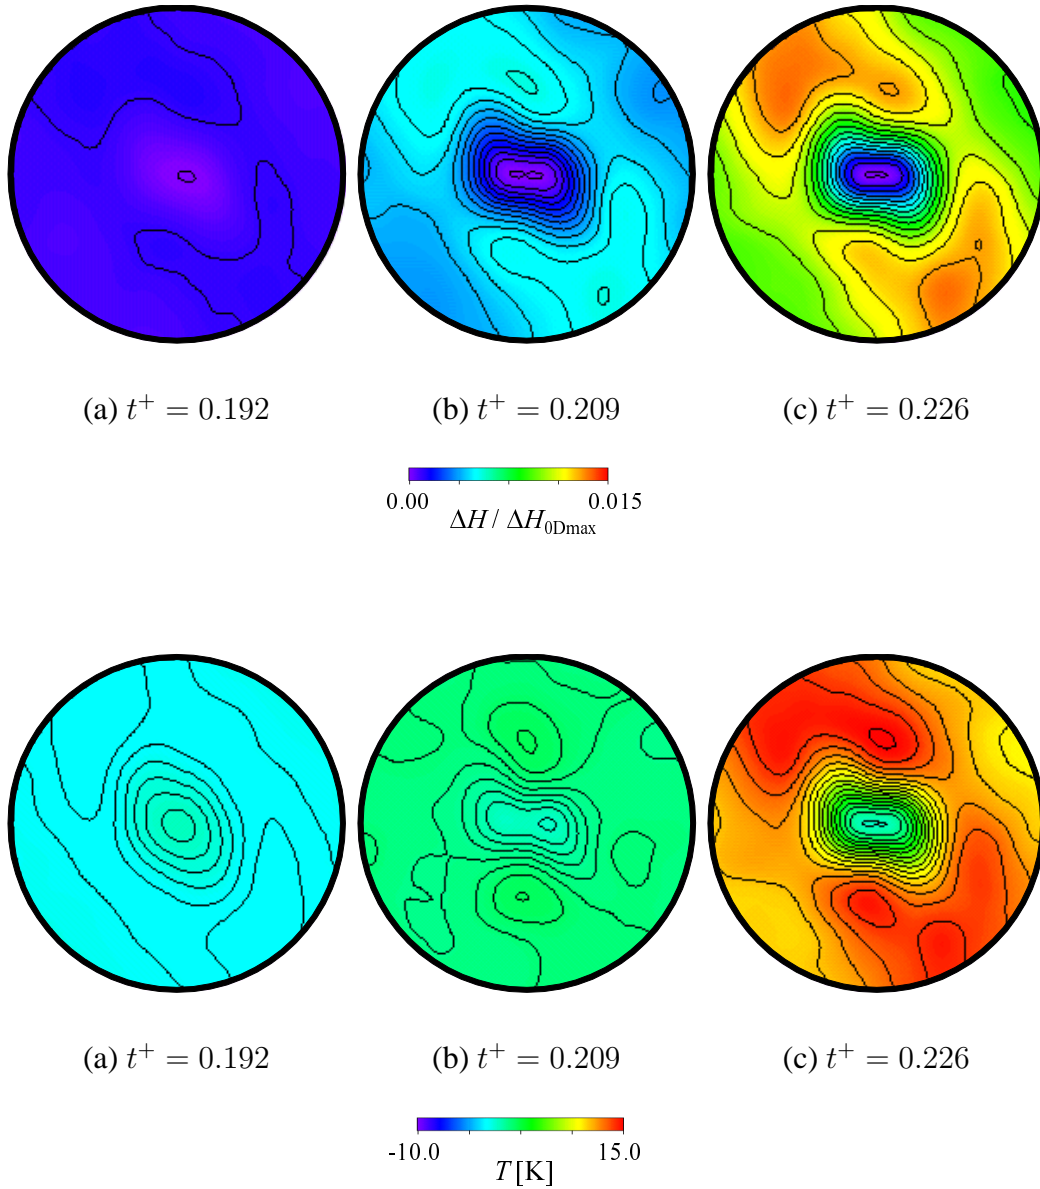 (a) t⁺ = 0.192 (b) t⁺ = 0.209 (c) t⁺ = 0.226
0.00 0.015
ΔH / ΔH₀Dmax
(a) t⁺ = 0.192 (b) t⁺ = 0.209 (c) t⁺ = 0.226
-10.0 15.0
T [K]